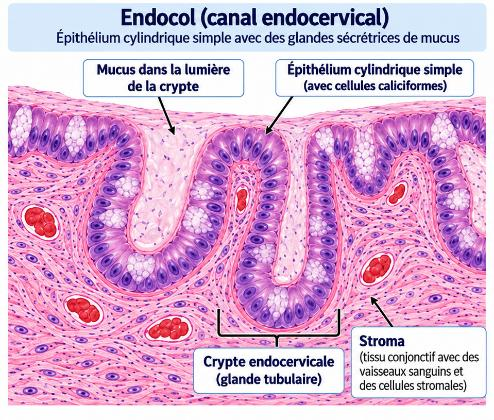 Endocol (canal endocervical)
Épithélium cylindrique simple avec des glandes sécrétrices de mucus
Mucus dans la lumière
de la crypte
Épithélium cylindrique simple
(avec cellules caliciformes)
Crypte endocervicale
(glande tubulaire)
Stroma
(tissu conjonctif avec des
vaisseaux sanguins et
des cellules stromales)